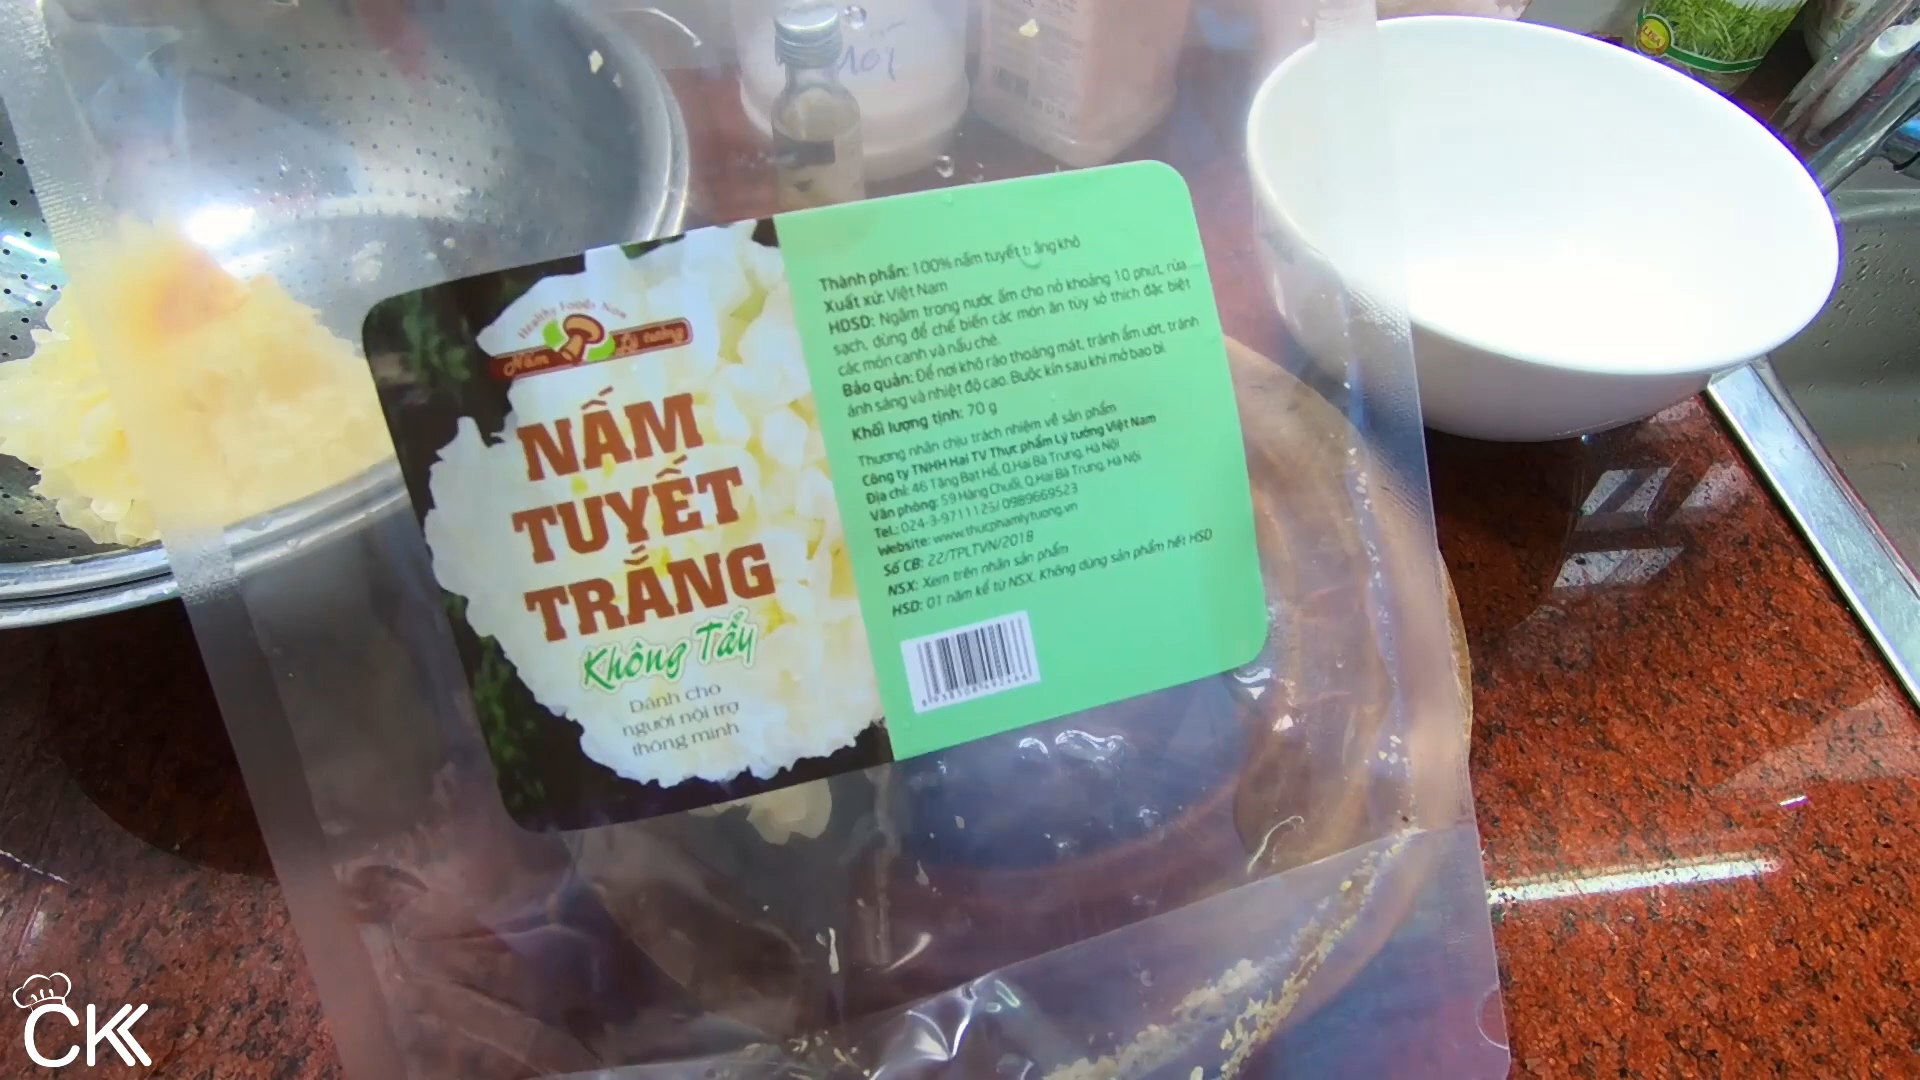 Healthy Foods Now
Nấm Lý tưởng
NẤM
TUYẾT
TRẮNG
Không Tẩy
Dành cho
người nội trợ
thông minh
Thành phần: 100% nấm tuyết trắng khô
Xuất xứ: Việt Nam
HDSD: Ngâm trong nước ấm cho nở khoảng 10 phút, rửa
sạch, dùng để chế biến các món ăn tùy sở thích đặc biệt
các món canh và nấu chè.
Bảo quản: Để nơi khô ráo thoáng mát, tránh ẩm ướt, tránh
ánh sáng và nhiệt độ cao. Buộc kín sau khi mở bao bì.
Khối lượng tịnh: 70 g
Thương nhân chịu trách nhiệm về sản phẩm
Công ty TNHH Hai TV Thực phẩm Lý tưởng Việt Nam
Địa chỉ: 46 Tăng Bạt Hổ, Q.Hai Bà Trưng, Hà Nội
Văn phòng: 59 Hàng Chuối, Q.Hai Bà Trưng, Hà Nội
Tel.: 024-3-9711125/ 0989669523
Website: www.thucphamlytuong.vn
Số CB: 22/TPLTVN/2018
NSX: Xem trên nhãn sản phẩm
HSD: 01 năm kể từ NSX. Không dùng sản phẩm hết HSD
USA
CK